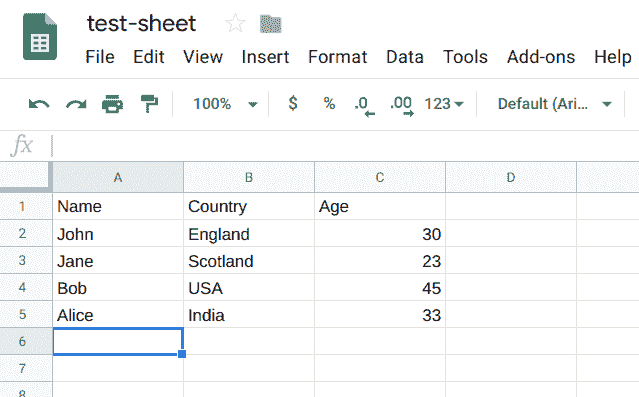 test-sheet
File Edit View Insert Format Data Tools Add-ons Help
100% $ % .0 .00 123 Default (Ari...
fx
A B C D
1 Name Country Age
2 John England 30
3 Jane Scotland 23
4 Bob USA 45
5 Alice India 33
6
7
8